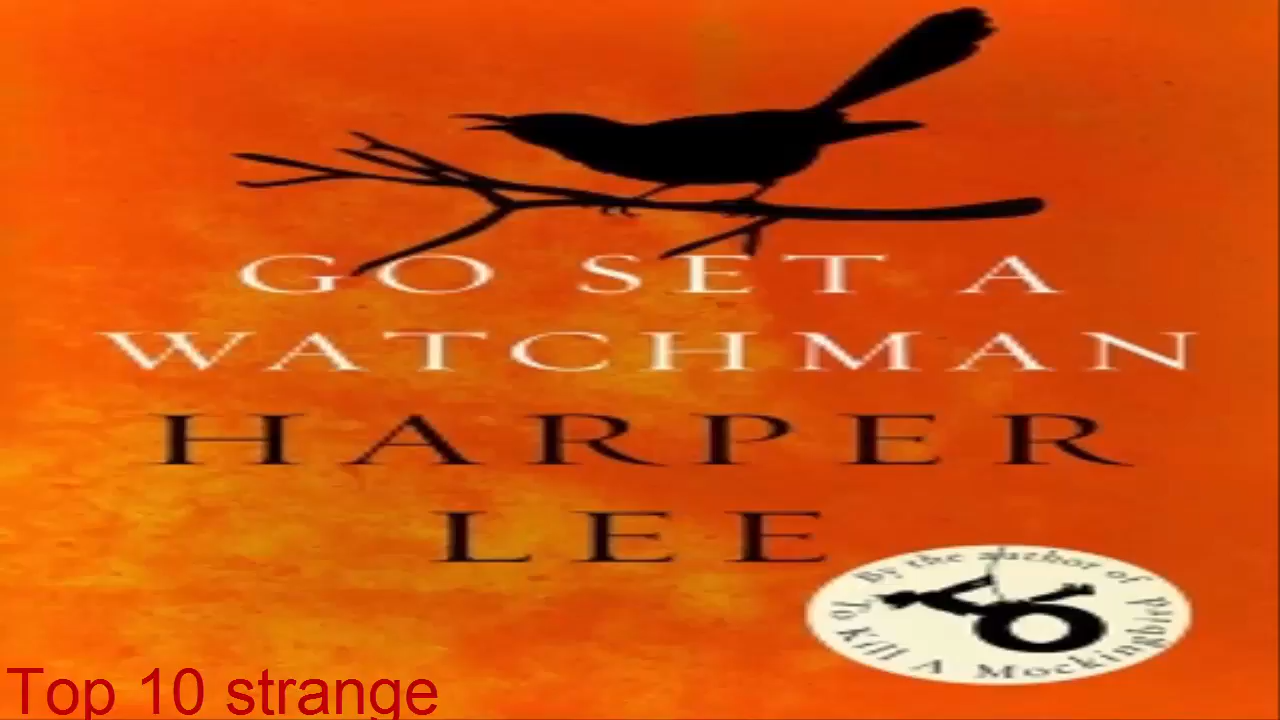 GO SET A
WATCHMAN
HARPER
LEE
By the author of
To Kill A Mockingbird
Top 10 strange